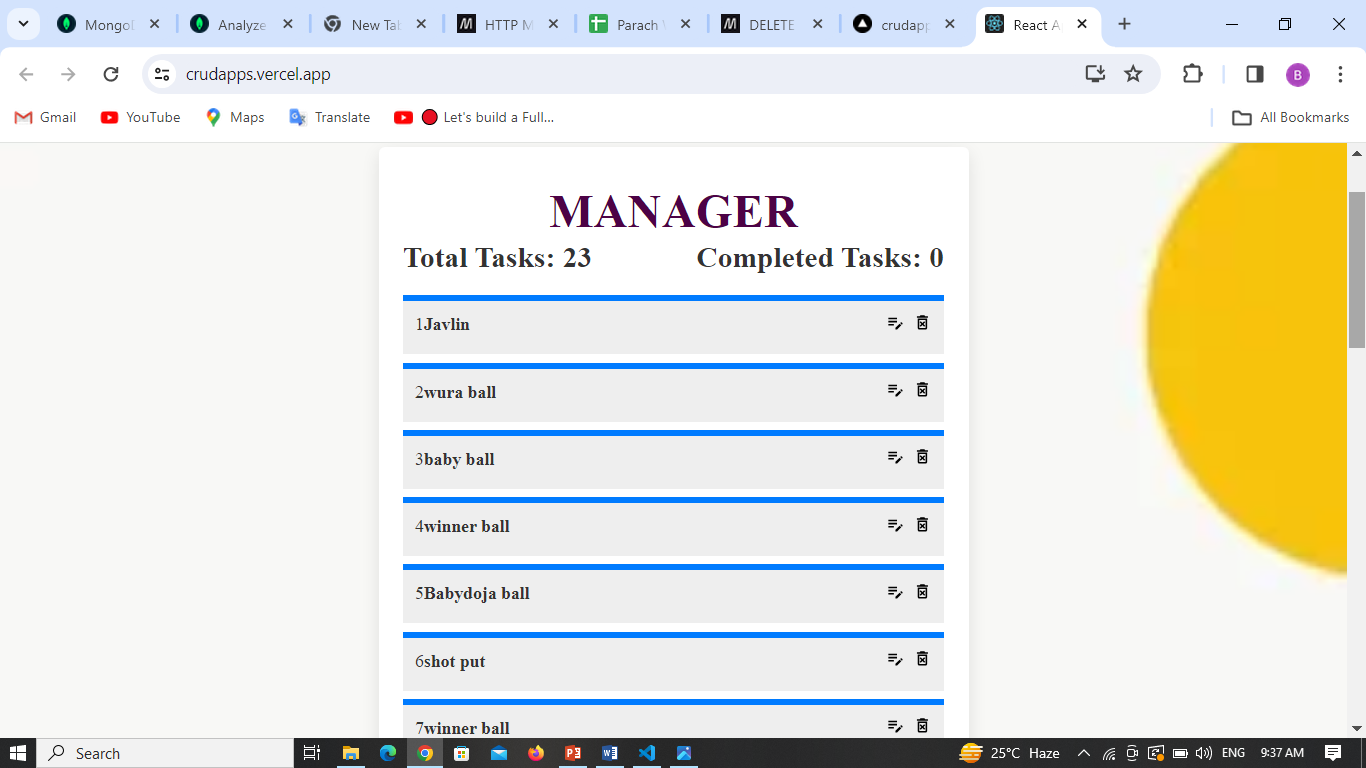 MongoD
Analyze
New Tab
HTTP M
Parach
DELETE
crudapp
React A
crudapps.vercel.app
B
Gmail
YouTube
Maps
Translate
Let's build a Full...
All Bookmarks
MANAGER
Total Tasks: 23 Completed Tasks: 0
1Javlin
2wura ball
3baby ball
4winner ball
5Babydoja ball
6shot put
7winner ball
Search
25°C Haze
ENG
9:37 AM